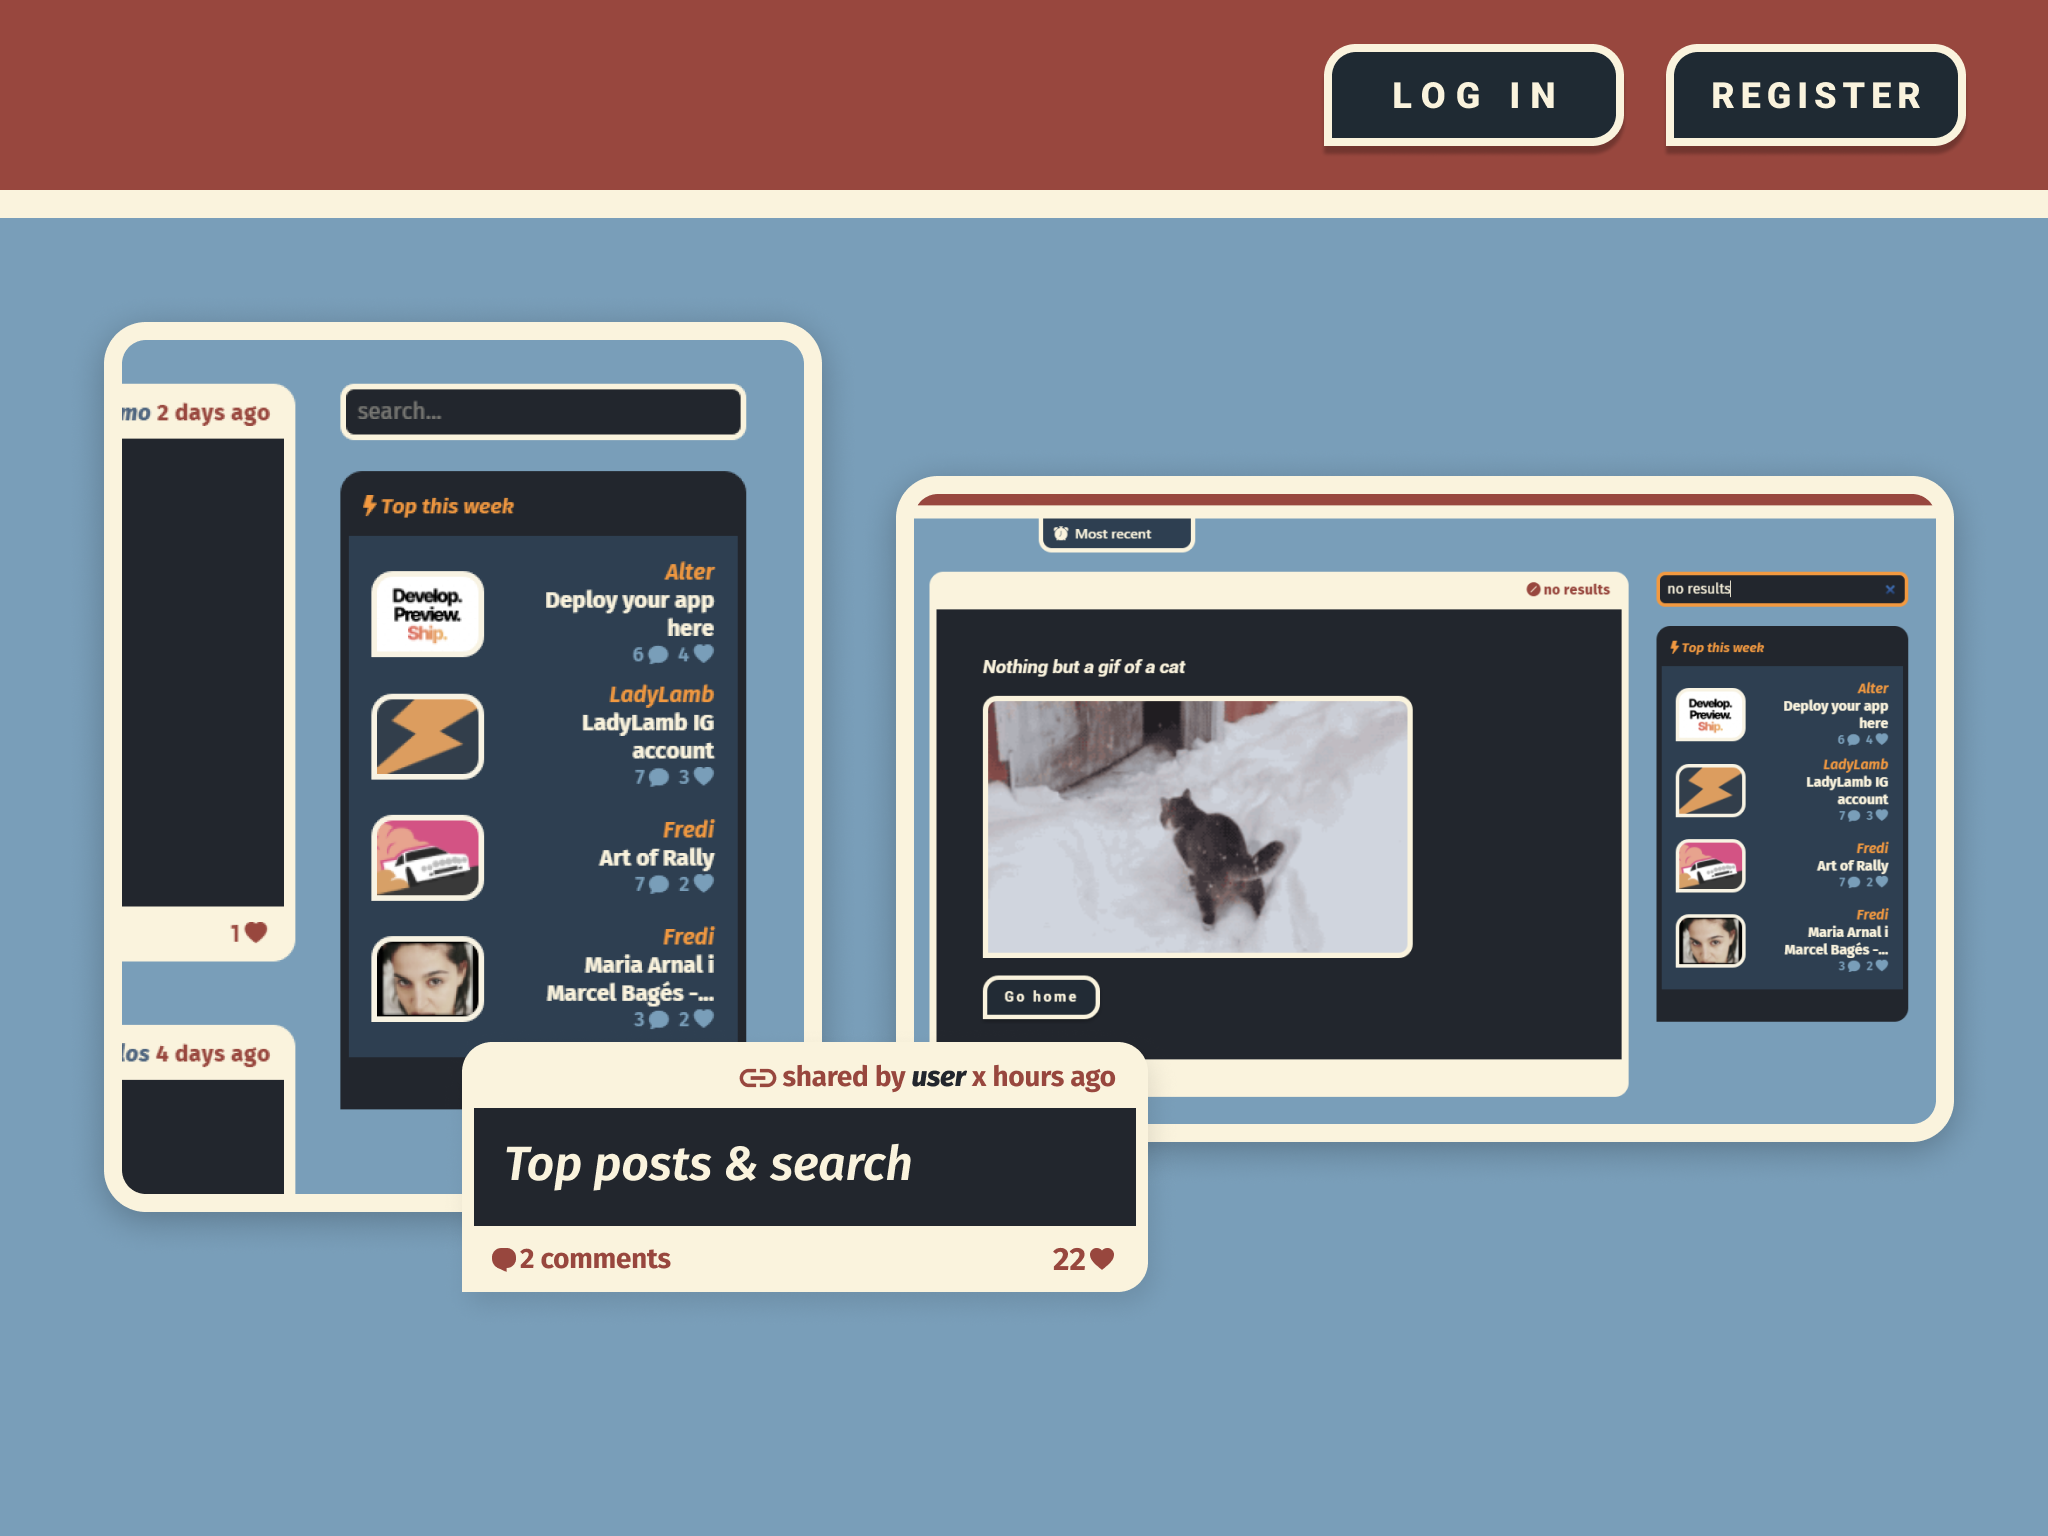 LOG IN
REGISTER
mo 2 days ago
1
los 4 days ago
search...
Top this week
Develop.
Preview.
Ship.
Alter
Deploy your app
here
6 4
LadyLamb
LadyLamb IG
account
7 3
Fredi
Art of Rally
7 2
Fredi
Maria Arnal i
Marcel Bagés -...
3 2
Most recent
no results
Nothing but a gif of a cat
Go home
no results
Top this week
Develop.
Preview.
Ship.
Alter
Deploy your app
here
6 4
LadyLamb
LadyLamb IG
account
7 3
Fredi
Art of Rally
7 2
Fredi
Maria Arnal i
Marcel Bagés -...
3 2
shared by user x hours ago
Top posts & search
2 comments
22